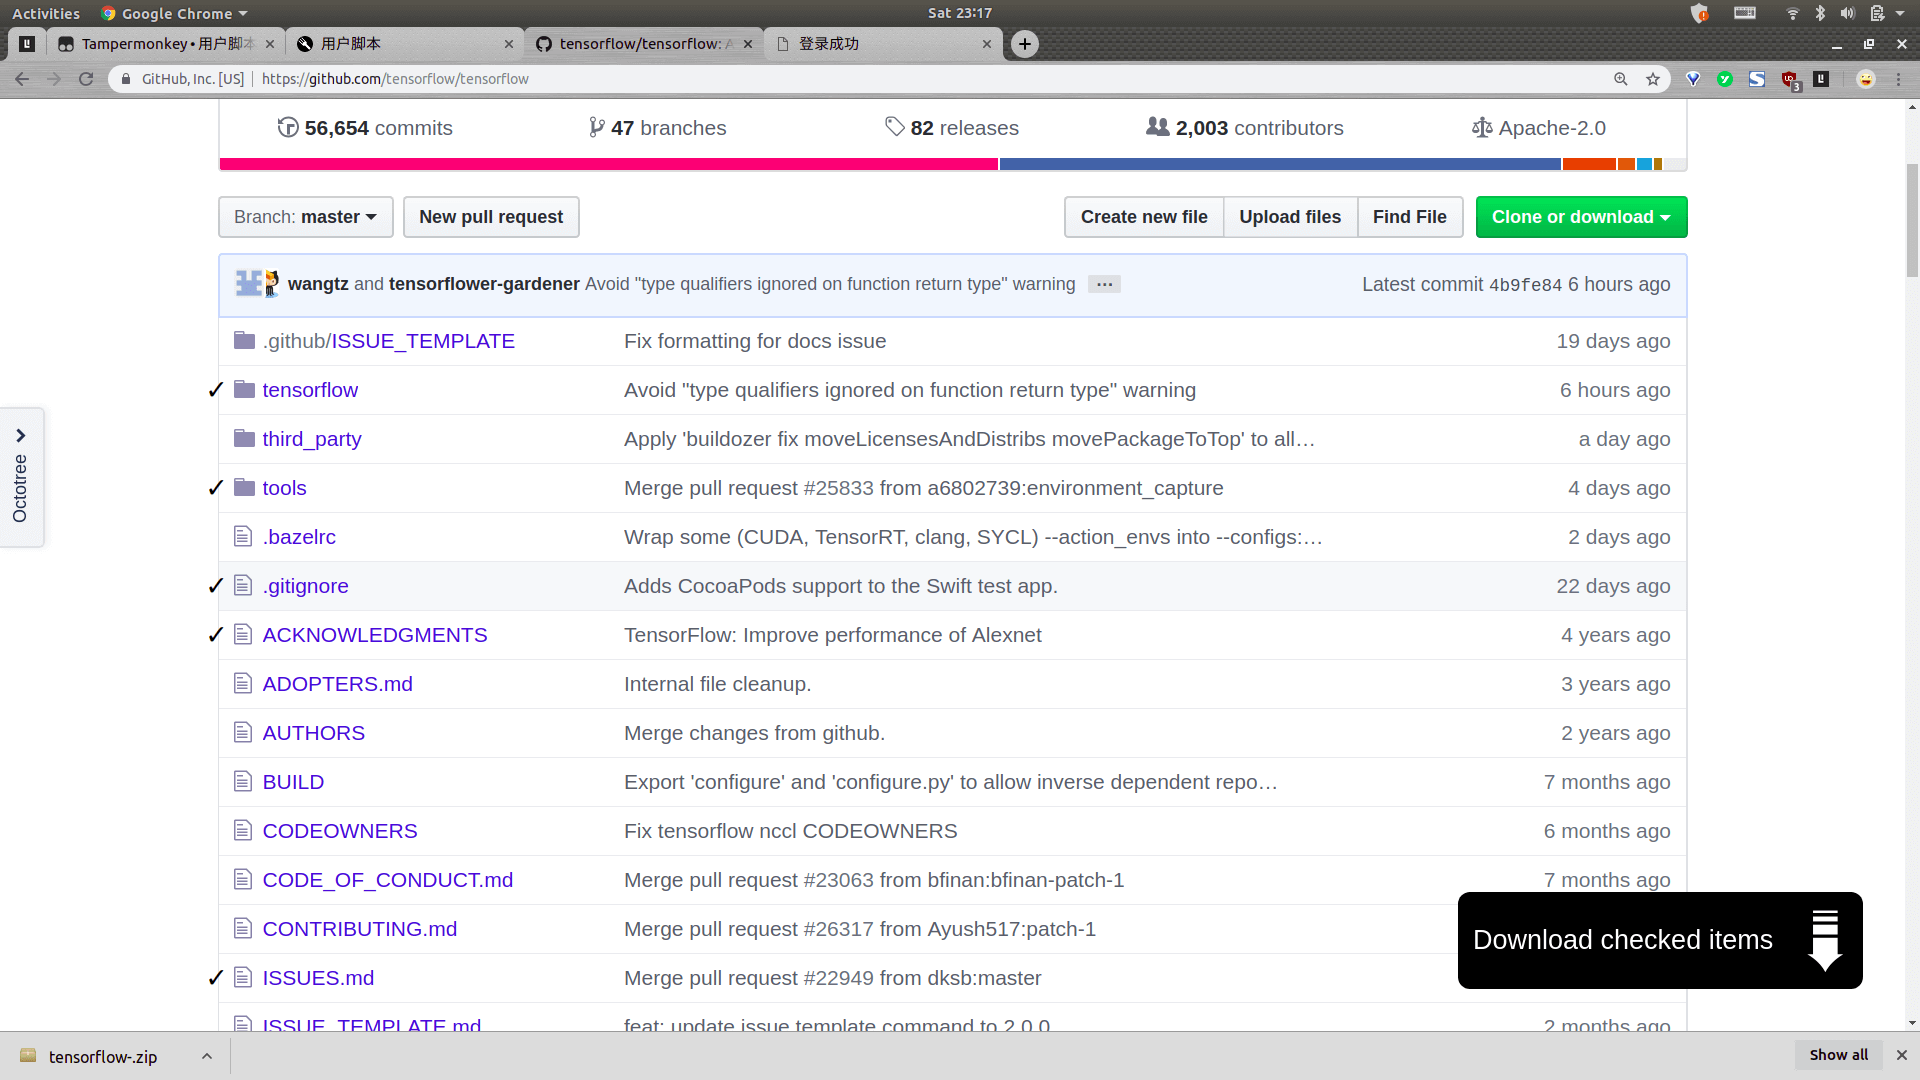 Activities Google Chrome Sat 23:17
Tampermonkey • 用户脚本 用户脚本 tensorflow/tensorflow: A 登录成功
GitHub, Inc. [US] https://github.com/tensorflow/tensorflow 3
56,654 commits 47 branches 82 releases 2,003 contributors Apache-2.0
Branch: master New pull request Create new file Upload files Find File Clone or download
wangtz and tensorflower-gardener Avoid "type qualifiers ignored on function return type" warning … Latest commit 4b9fe84 6 hours ago
.github/ISSUE_TEMPLATE Fix formatting for docs issue 19 days ago
✓ tensorflow Avoid "type qualifiers ignored on function return type" warning 6 hours ago
third_party Apply 'buildozer fix moveLicensesAndDistribs movePackageToTop' to all… a day ago
✓ tools Merge pull request #25833 from a6802739:environment_capture 4 days ago
.bazelrc Wrap some (CUDA, TensorRT, clang, SYCL) --action_envs into --configs:… 2 days ago
✓ .gitignore Adds CocoaPods support to the Swift test app. 22 days ago
✓ ACKNOWLEDGMENTS TensorFlow: Improve performance of Alexnet 4 years ago
ADOPTERS.md Internal file cleanup. 3 years ago
AUTHORS Merge changes from github. 2 years ago
BUILD Export 'configure' and 'configure.py' to allow inverse dependent repo… 7 months ago
CODEOWNERS Fix tensorflow nccl CODEOWNERS 6 months ago
CODE_OF_CONDUCT.md Merge pull request #23063 from bfinan:bfinan-patch-1 7 months ago
CONTRIBUTING.md Merge pull request #26317 from Ayush517:patch-1
✓ ISSUES.md Merge pull request #22949 from dksb:master
ISSUE_TEMPLATE.md feat: update issue template command to 2.0.0 2 months ago
Octotree
Download checked items
tensorflow-.zip Show all